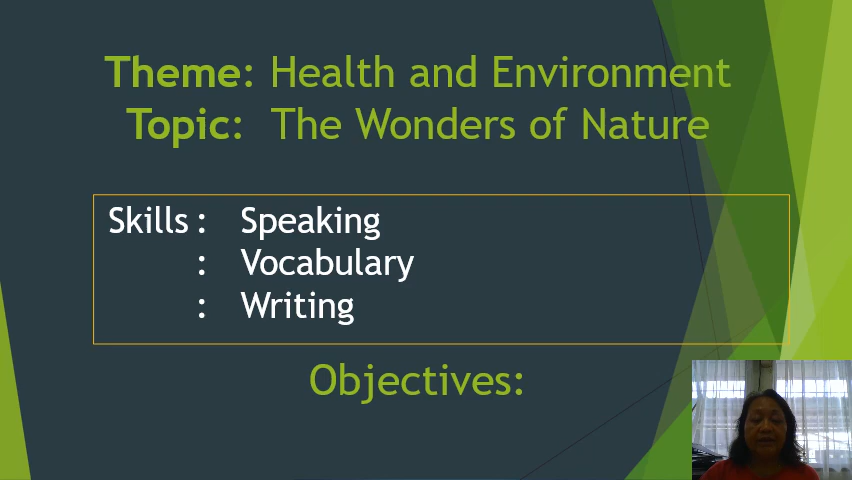 Theme: Health and Environment
Topic: The Wonders of Nature
Skills : Speaking
: Vocabulary
: Writing
Objectives: